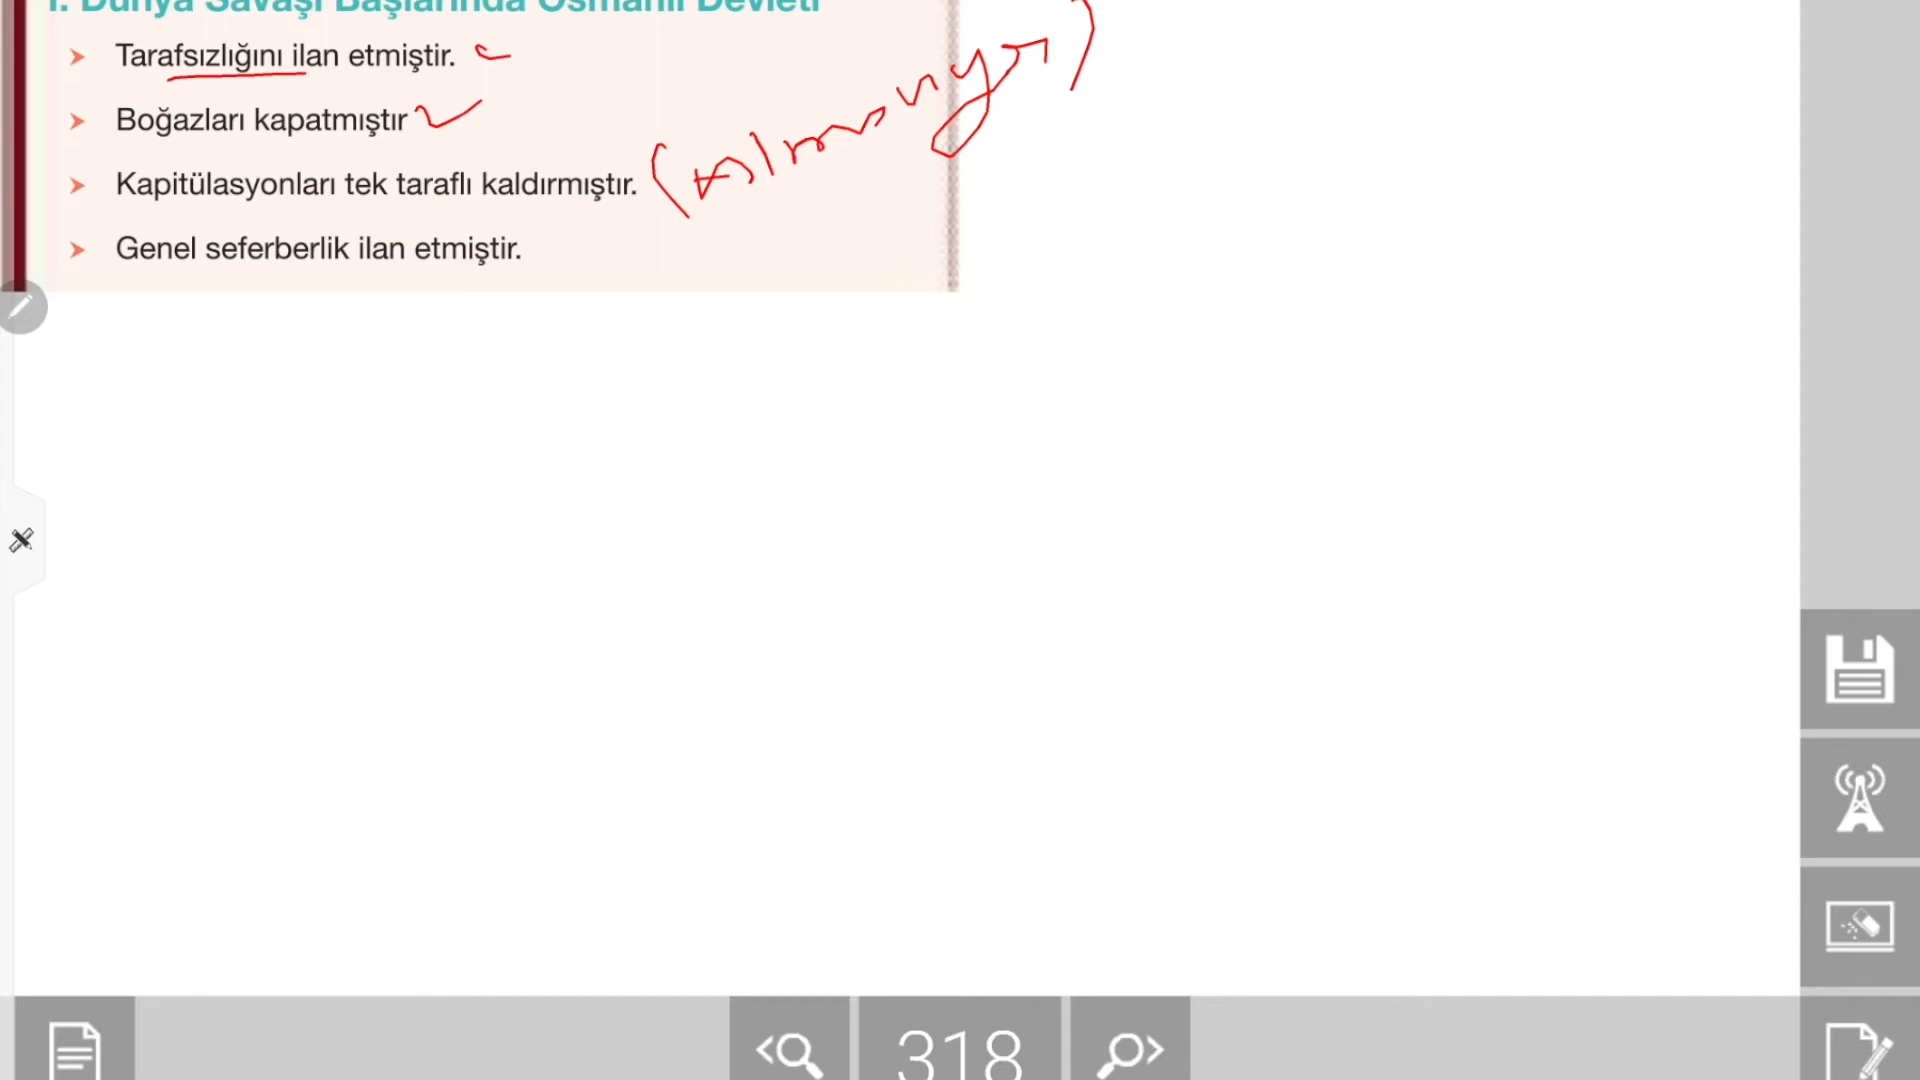 I. Dünya Savaşı Başlarında Osmanlı Devleti
Tarafsızlığını ilan etmiştir.
Boğazları kapatmıştır
Kapitülasyonları tek taraflı kaldırmıştır. (Almanya)
Genel seferberlik ilan etmiştir.
318